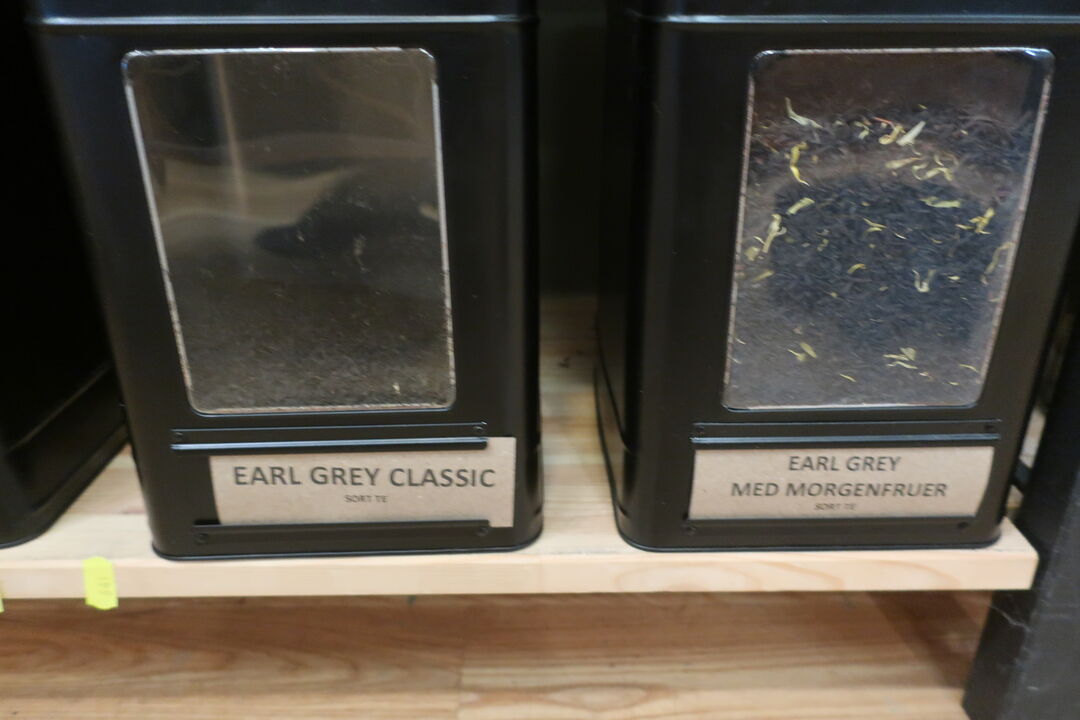 EARL GREY CLASSIC
SORT TE
EARL GREY
MED MORGENFRUER
SORT TE